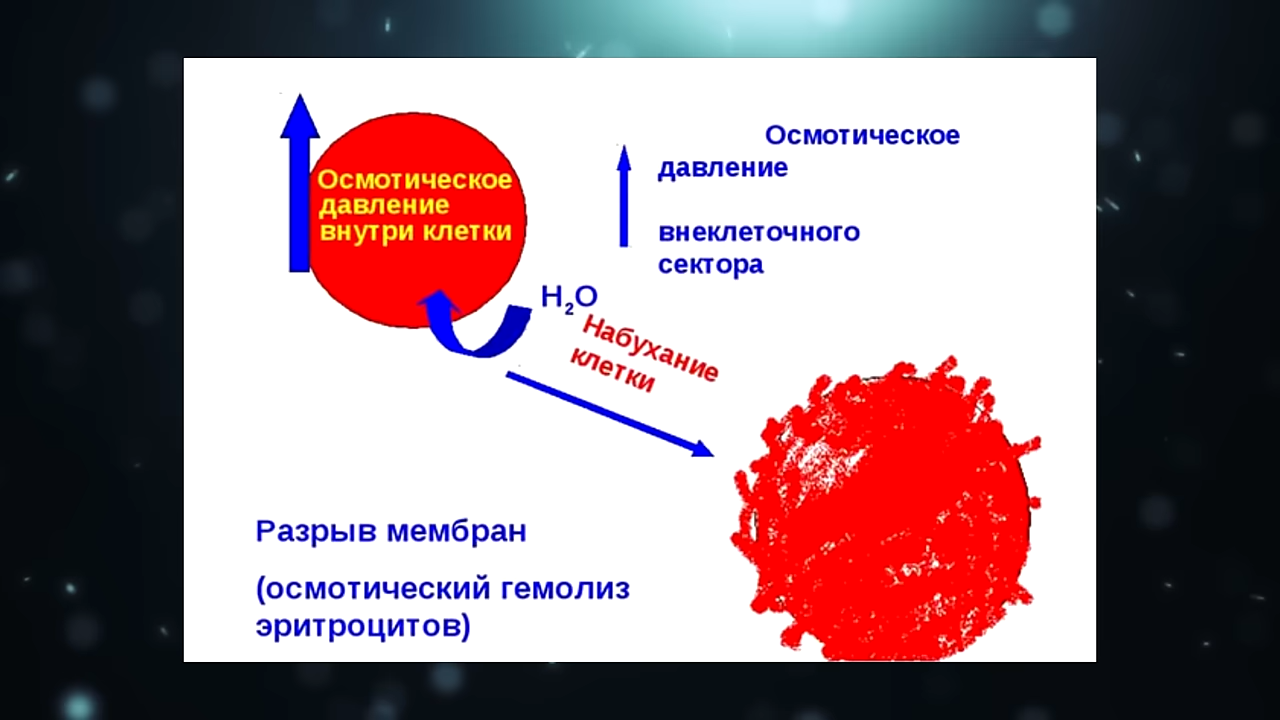 Осмотическое
давление
внутри клетки
Осмотическое
давление
внеклеточного
сектора
H₂O
Набухание
клетки
Разрыв мембран
(осмотический гемолиз
эритроцитов)